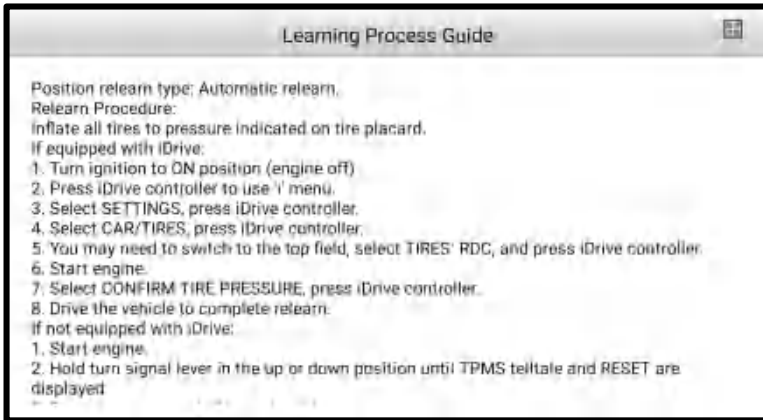 Learning Process Guide
Position relearn type: Automatic relearn.
Relearn Procedure:
Inflate all tires to pressure indicated on tire placard.
If equipped with iDrive:
1. Turn ignition to ON position (engine off)
2. Press iDrive controller to use 'i' menu.
3. Select SETTINGS, press iDrive controller.
4. Select CAR/TIRES, press iDrive controller.
5. You may need to switch to the top field, select TIRES' RDC, and press iDrive controller.
6. Start engine.
7. Select CONFIRM TIRE PRESSURE, press iDrive controller.
8. Drive the vehicle to complete relearn.
If not equipped with iDrive:
1. Start engine.
2. Hold turn signal lever in the up or down position until TPMS telltale and RESET are
displayed